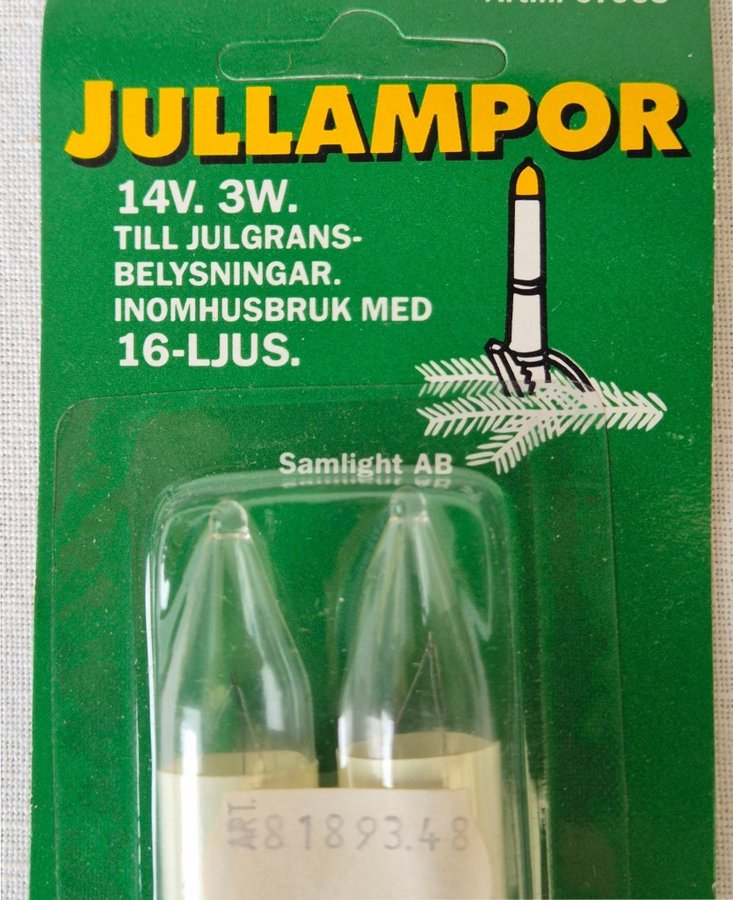 JULLAMPOR
14V. 3W.
TILL JULGRANS-
BELYSNINGAR.
INOMHUSBRUK MED
16-LJUS.
Samlight AB
ART. 81893.48